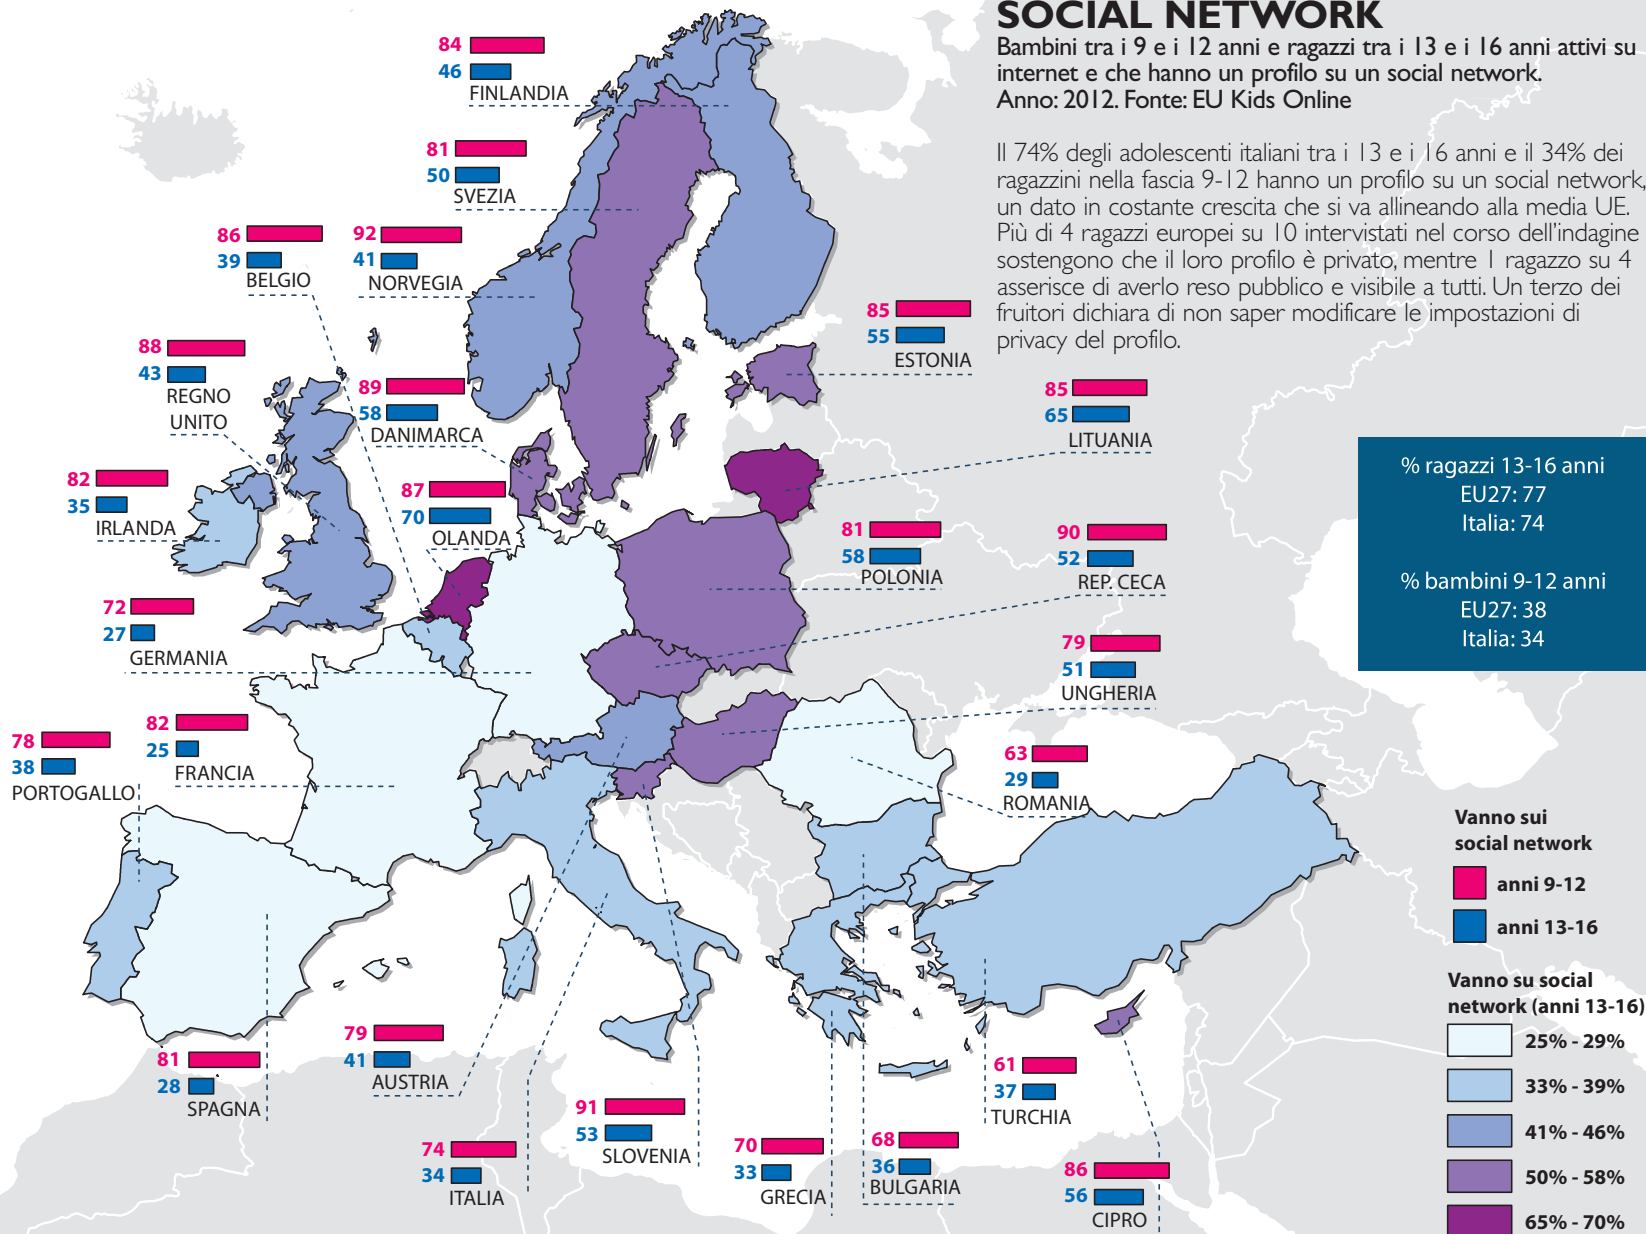 SOCIAL NETWORK
Bambini tra i 9 e i 12 anni e ragazzi tra i 13 e i 16 anni attivi su
internet e che hanno un profilo su un social network.
Anno: 2012. Fonte: EU Kids Online
Il 74% degli adolescenti italiani tra i 13 e i 16 anni e il 34% dei
ragazzini nella fascia 9-12 hanno un profilo su un social network,
un dato in costante crescita che si va allineando alla media UE.
Più di 4 ragazzi europei su 10 intervistati nel corso dell'indagine
sostengono che il loro profilo è privato, mentre 1 ragazzo su 4
asserisce di averlo reso pubblico e visibile a tutti. Un terzo dei
fruitori dichiara di non saper modificare le impostazioni di
privacy del profilo.
84
46
FINLANDIA
81
50
SVEZIA
86
39
BELGIO
92
41
NORVEGIA
85
55
ESTONIA
88
43
REGNO
UNITO
89
58
DANIMARCA
85
65
LITUANIA
82
35
IRLANDA
87
70
OLANDA
81
58
POLONIA
90
52
REP. CECA
72
27
GERMANIA
79
51
UNGHERIA
78
38
PORTOGALLO
82
25
FRANCIA
63
29
ROMANIA
81
28
SPAGNA
79
41
AUSTRIA
74
34
ITALIA
91
53
SLOVENIA
70
33
GRECIA
68
36
BULGARIA
61
37
TURCHIA
86
56
CIPRO
% ragazzi 13-16 anni
EU27: 77
Italia: 74
% bambini 9-12 anni
EU27: 38
Italia: 34
Vanno sui
social network
anni 9-12
anni 13-16
Vanno su social
network (anni 13-16)
25% - 29%
33% - 39%
41% - 46%
50% - 58%
65% - 70%